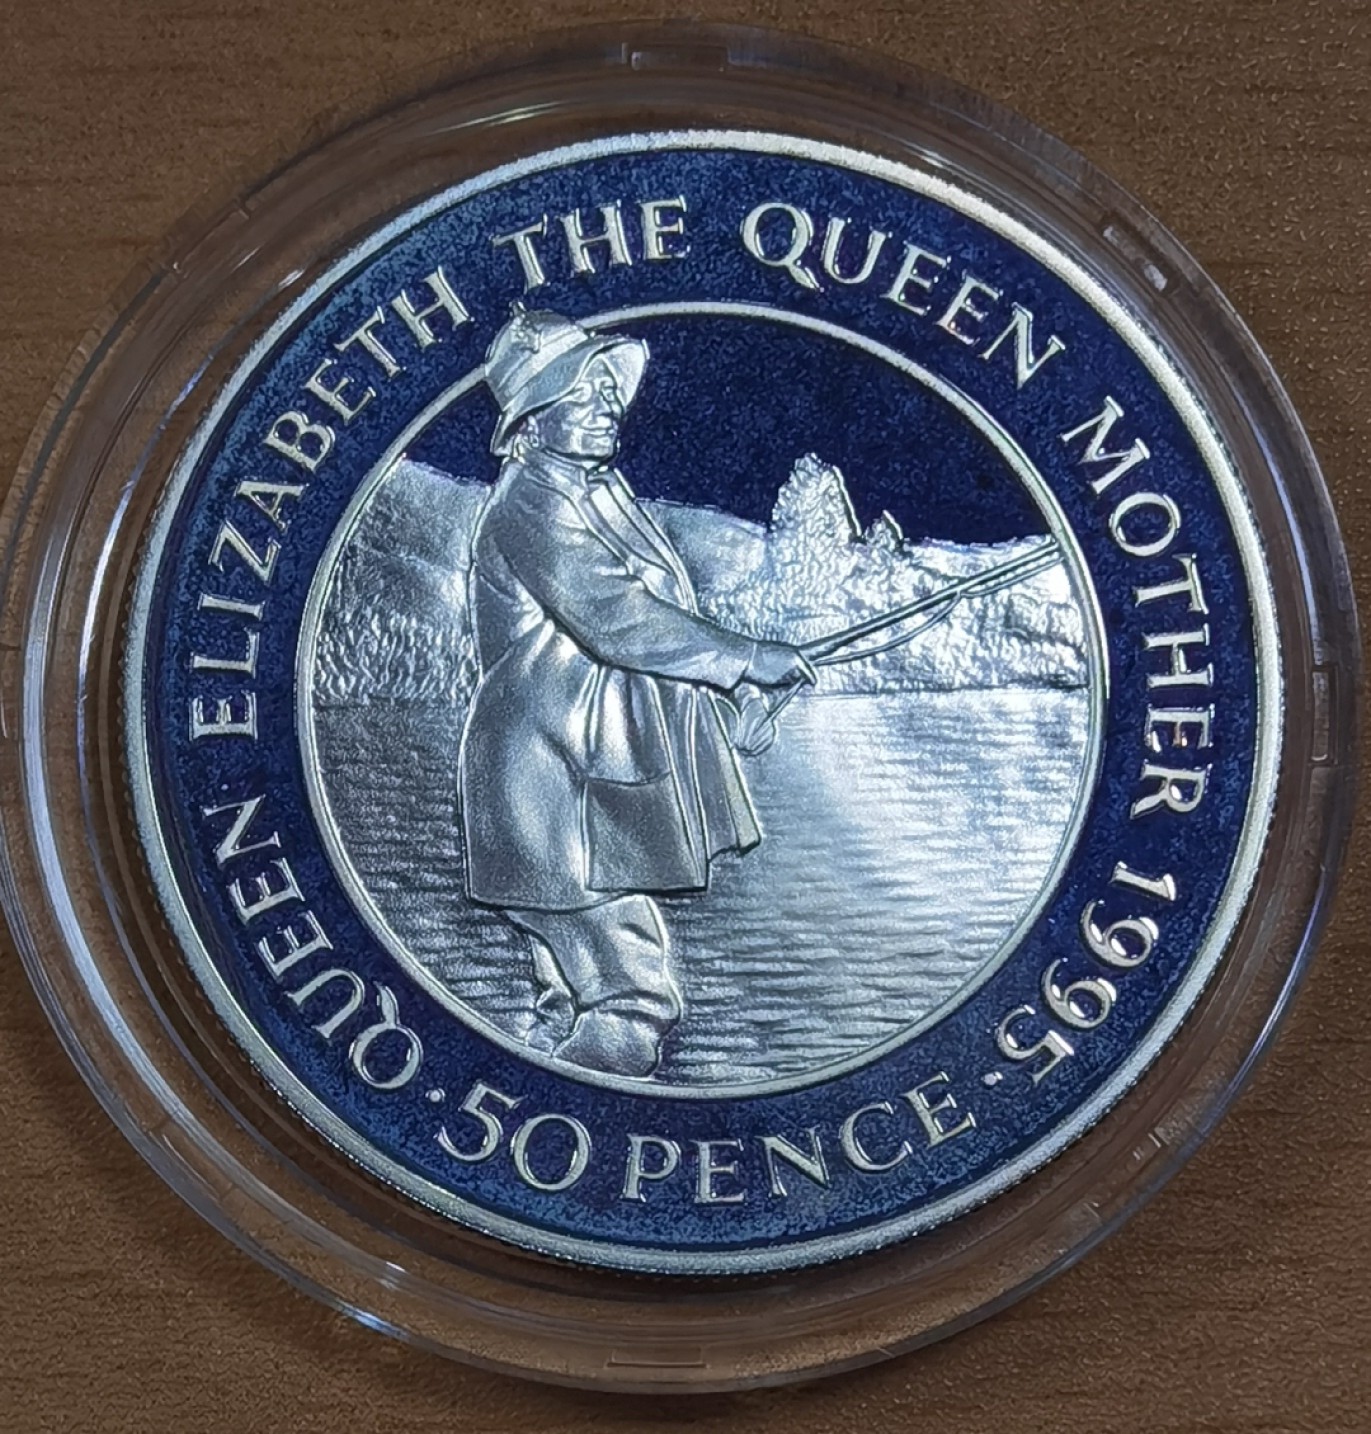 QUEEN ELIZABETH THE QUEEN MOTHER 1995
· 50 PENCE ·